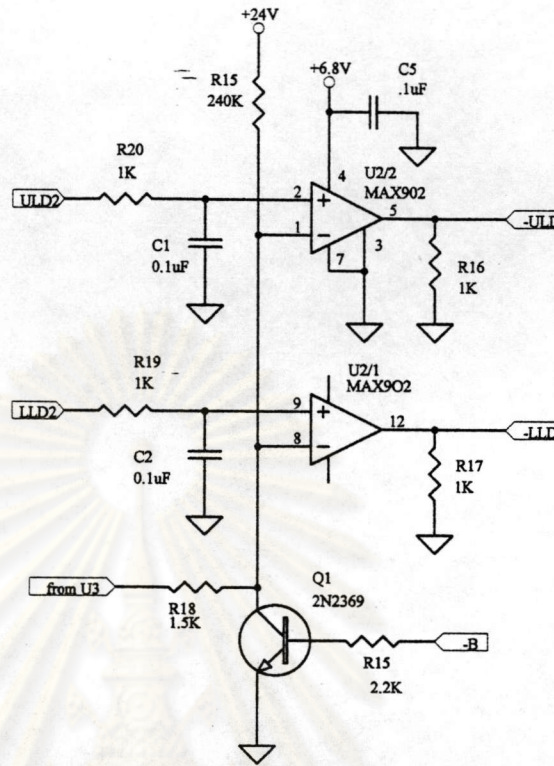 +24V
R15
240K
+6.8V
C5
.1uF
R20
1K
ULD2
C1
0.1uF
2
1
4
U2/2
MAX902
5
3
7
-ULD
R16
1K
R19
1K
LLD2
C2
0.1uF
9
8
U2/1
MAX9O2
12
-LLD
R17
1K
from U3
R18
1.5K
Q1
2N2369
R15
2.2K
-B